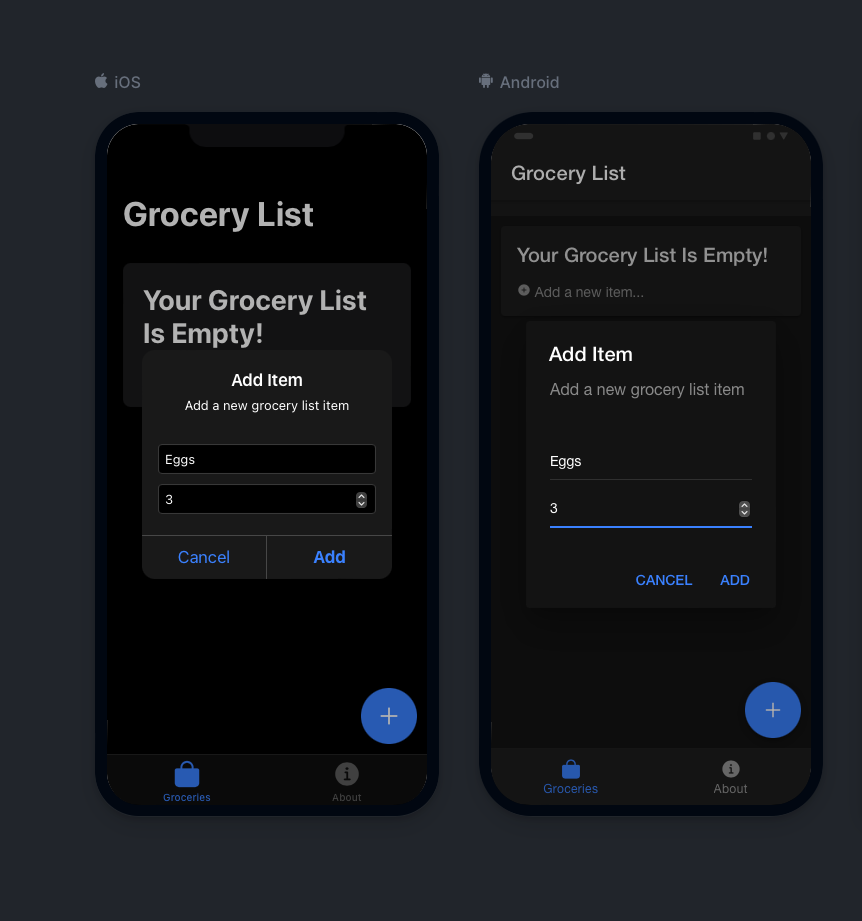 iOS
Grocery List
Your Grocery List
Is Empty!
Add Item
Add a new grocery list item
Eggs
3
Cancel Add
Groceries About
Android
Grocery List
Your Grocery List Is Empty!
Add a new item...
Add Item
Add a new grocery list item
Eggs
3
CANCEL ADD
Groceries About